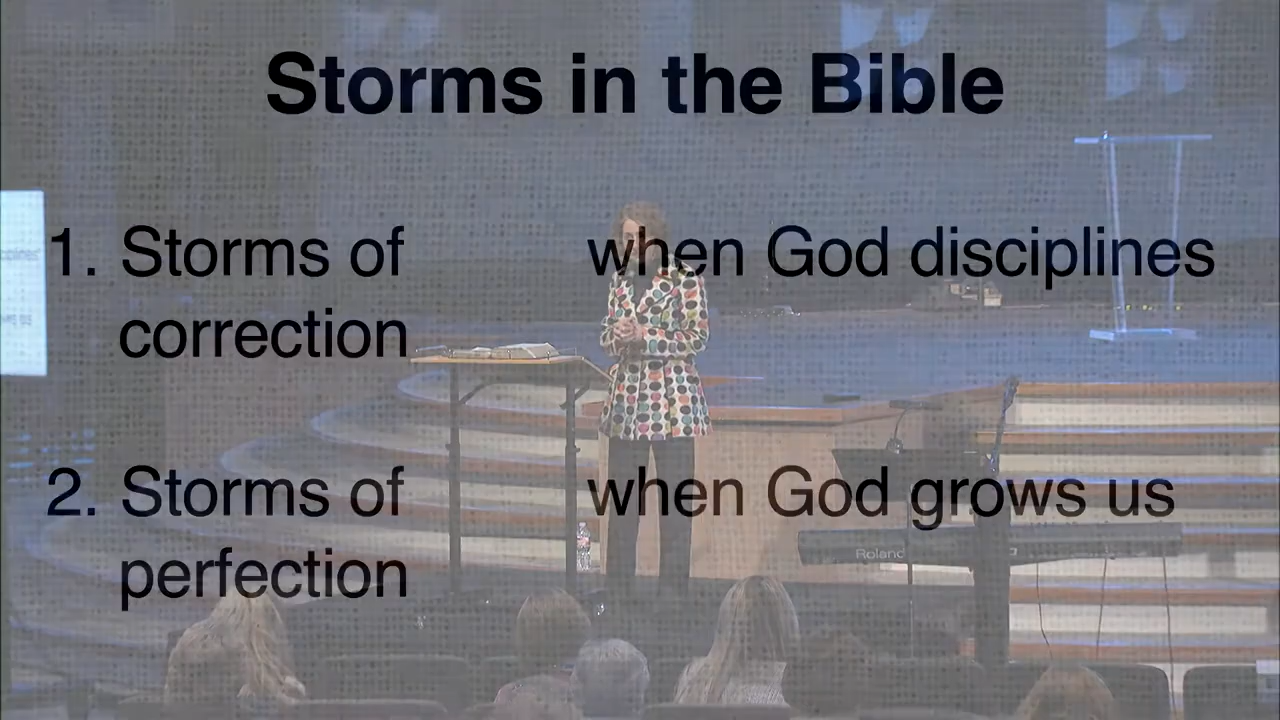 Storms in the Bible
1. Storms of when God disciplines
correction
2. Storms of when God grows us
perfection
Roland